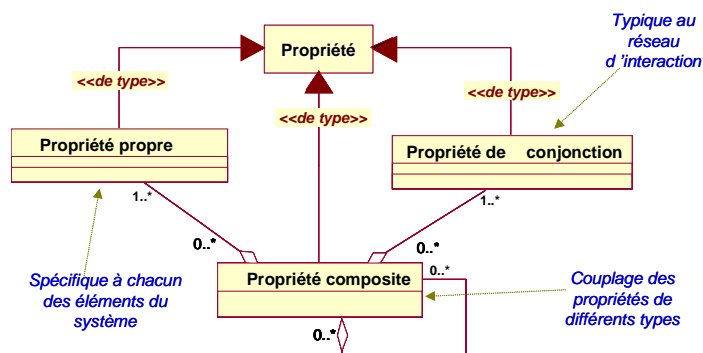 Typique au
réseau
d 'interaction
Propriété
<<de type>>
<<de type>>
<<de type>>
Propriété propre
Propriété de conjonction
1..*
1..*
0..*
0..*
Spécifique à chacun
des éléments du
système
Propriété composite
0..*
Couplage des
propriétés de
différents types
0..*